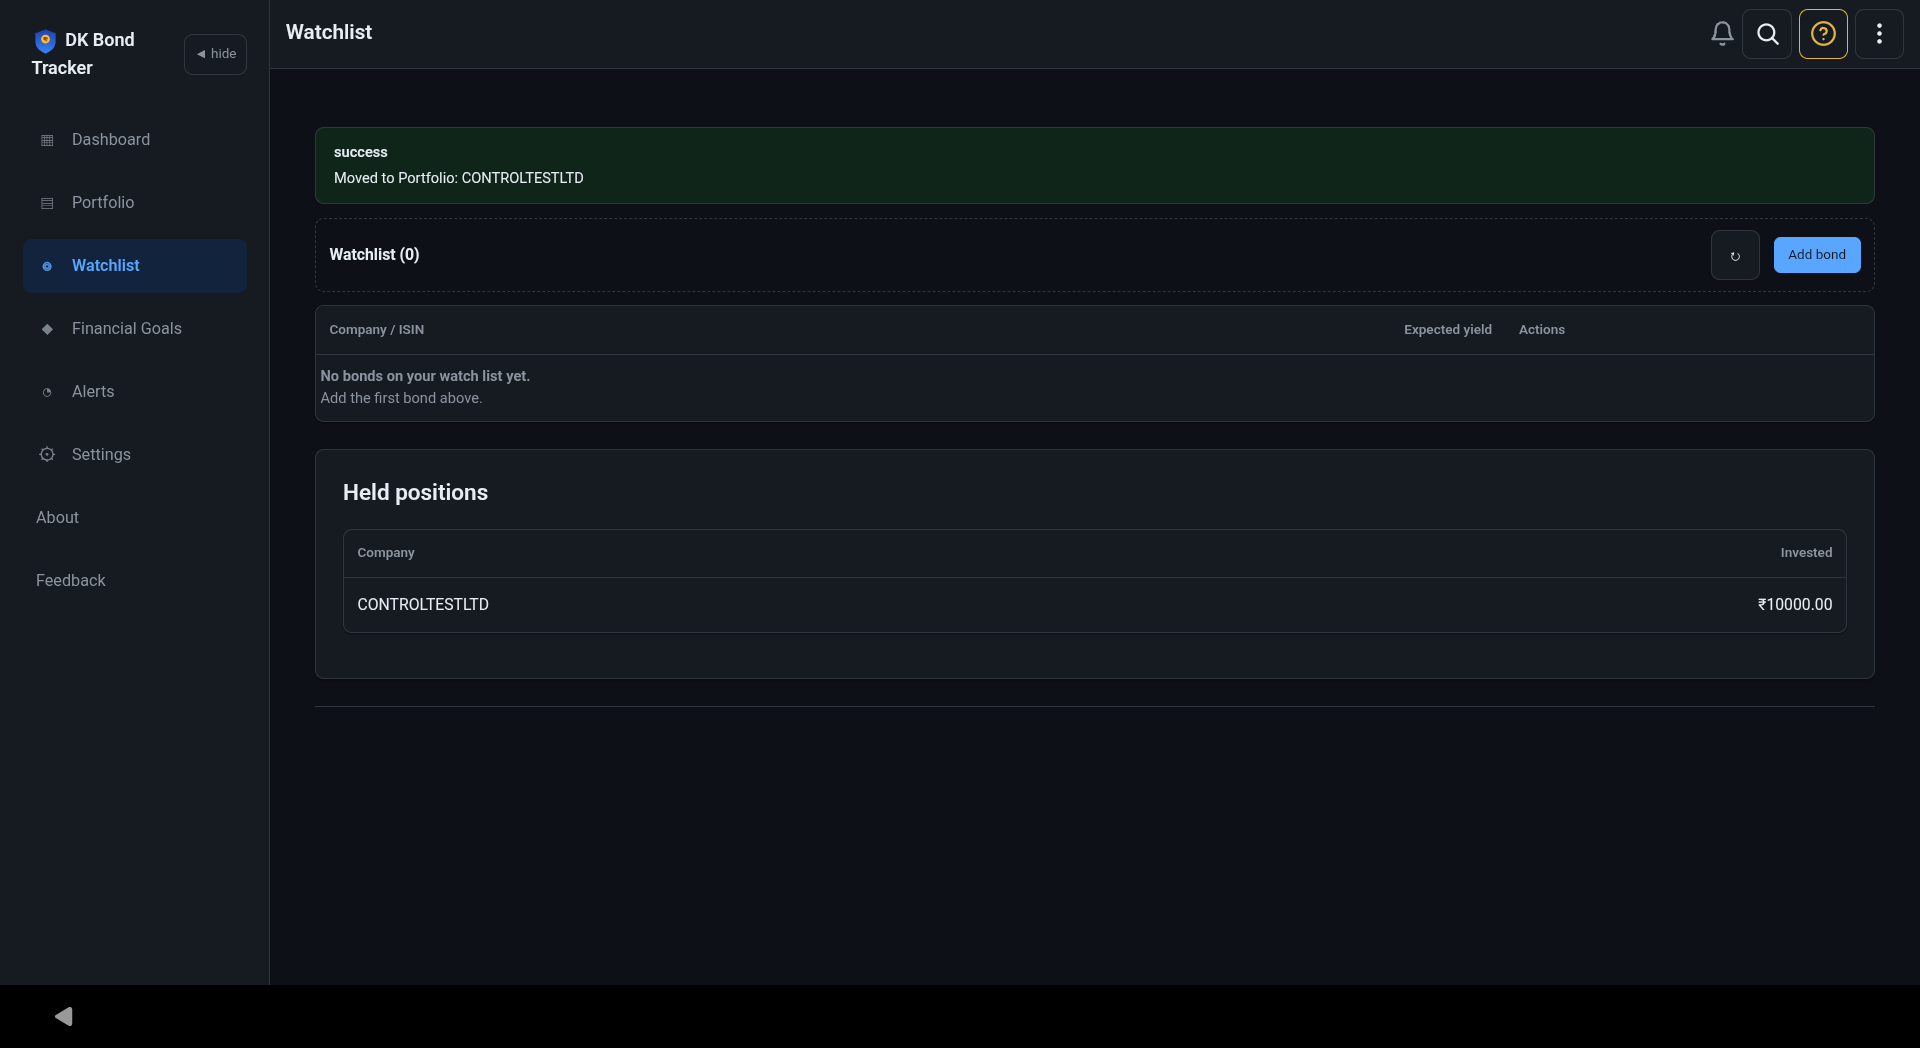 DK Bond
Tracker
◄ hide
Dashboard
Portfolio
Watchlist
Financial Goals
Alerts
Settings
About
Feedback
Watchlist
success
Moved to Portfolio: CONTROLTESTLTD
Watchlist (0)
Add bond
Company / ISIN Expected yield Actions
No bonds on your watch list yet.
Add the first bond above.
Held positions
Company Invested
CONTROLTESTLTD ₹10000.00